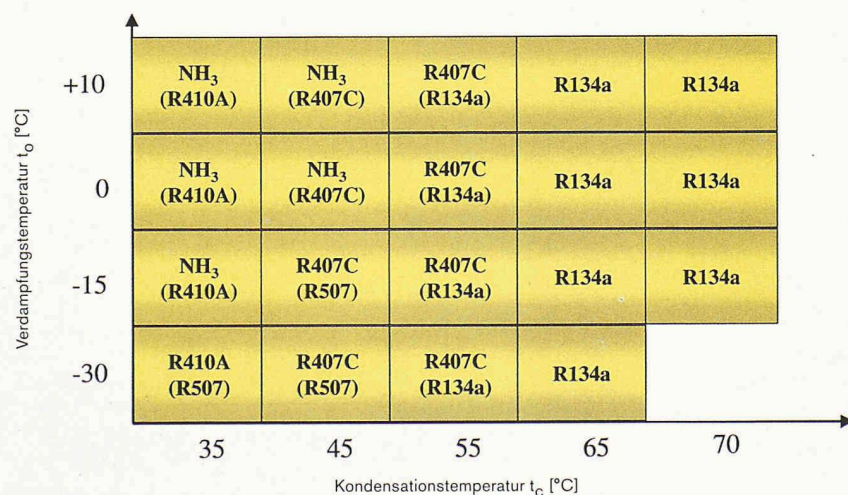 Verdampfungstemperatur to [°C]
+10
NH3 NH3 R407C R134a R134a
(R410A) (R407C) (R134a)
0
NH3 NH3 R407C R134a R134a
(R410A) (R407C) (R134a)
-15
NH3 R407C R407C R134a R134a
(R410A) (R507) (R134a)
-30
R410A R407C R407C R134a
(R507) (R507) (R134a)
35 45 55 65 70
Kondensationstemperatur tc [°C]